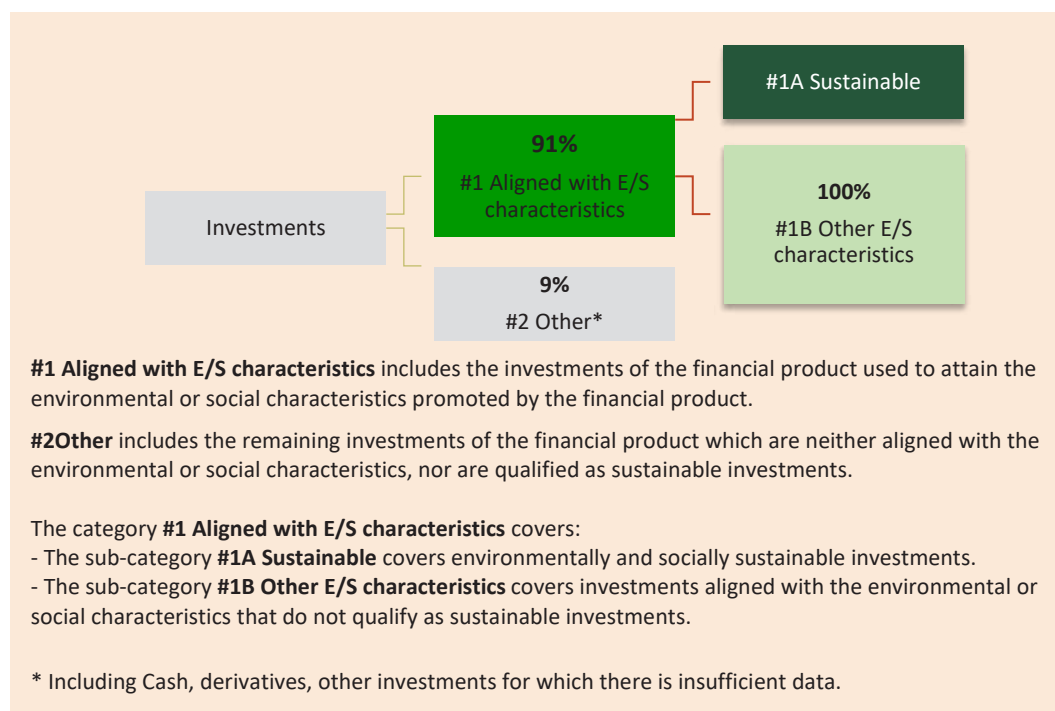 #1A Sustainable
91%
#1 Aligned with E/S
characteristics
100%
#1B Other E/S
characteristics
Investments
9%
#2 Other*
#1 Aligned with E/S characteristics includes the investments of the financial product used to attain the
environmental or social characteristics promoted by the financial product.
#2Other includes the remaining investments of the financial product which are neither aligned with the
environmental or social characteristics, nor are qualified as sustainable investments.
The category #1 Aligned with E/S characteristics covers:
- The sub-category #1A Sustainable covers environmentally and socially sustainable investments.
- The sub-category #1B Other E/S characteristics covers investments aligned with the environmental or
social characteristics that do not qualify as sustainable investments.
* Including Cash, derivatives, other investments for which there is insufficient data.